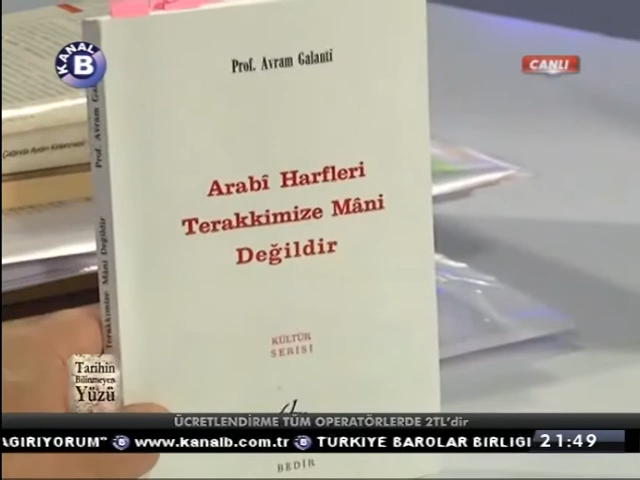 KANAL B
CANLI
Prof. Avram Galanti
Arabî Harfleri
Terakkimize Mâni
Değildir
KÜLTÜR
SERİSİ
BEDİR
Terakkimize Mâni Değildir
Prof. Avram
Tarihin
Bilinmeyen
Yüzü
ÜCRETLENDİRME TÜM OPERATÖRLERDE 2TL'dir
AGIRIYORUM" B www.kanalb.com.tr B TURKIYE BAROLAR BIRLIGI
21:49